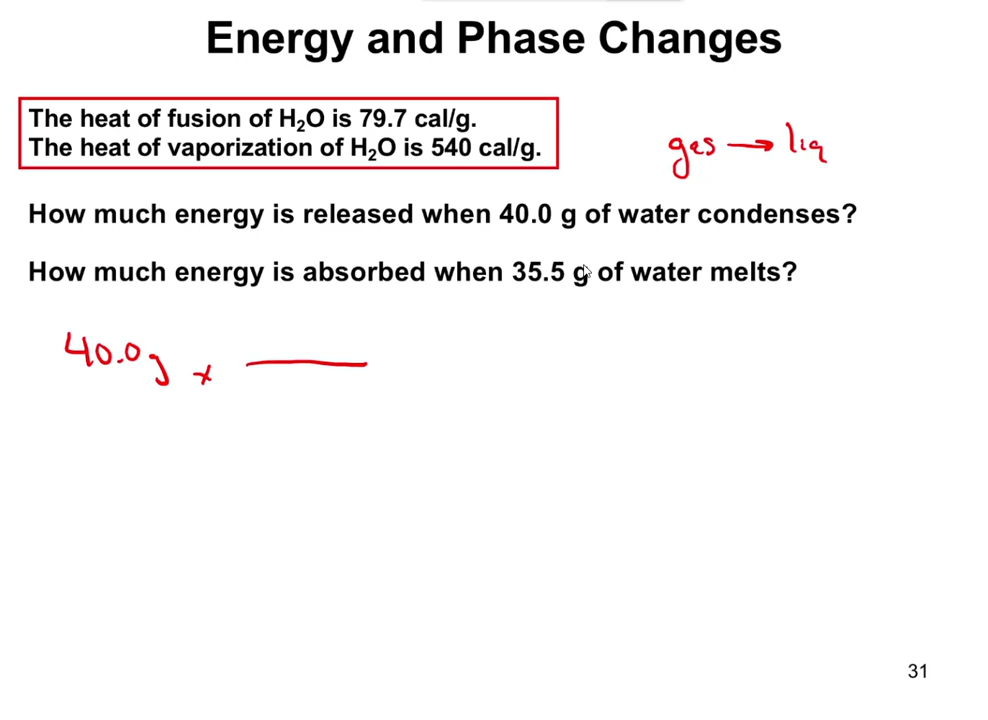 Energy and Phase Changes
The heat of fusion of H₂O is 79.7 cal/g.
The heat of vaporization of H₂O is 540 cal/g.
gas → liq
How much energy is released when 40.0 g of water condenses?
How much energy is absorbed when 35.5 g of water melts?
40.0g x
31